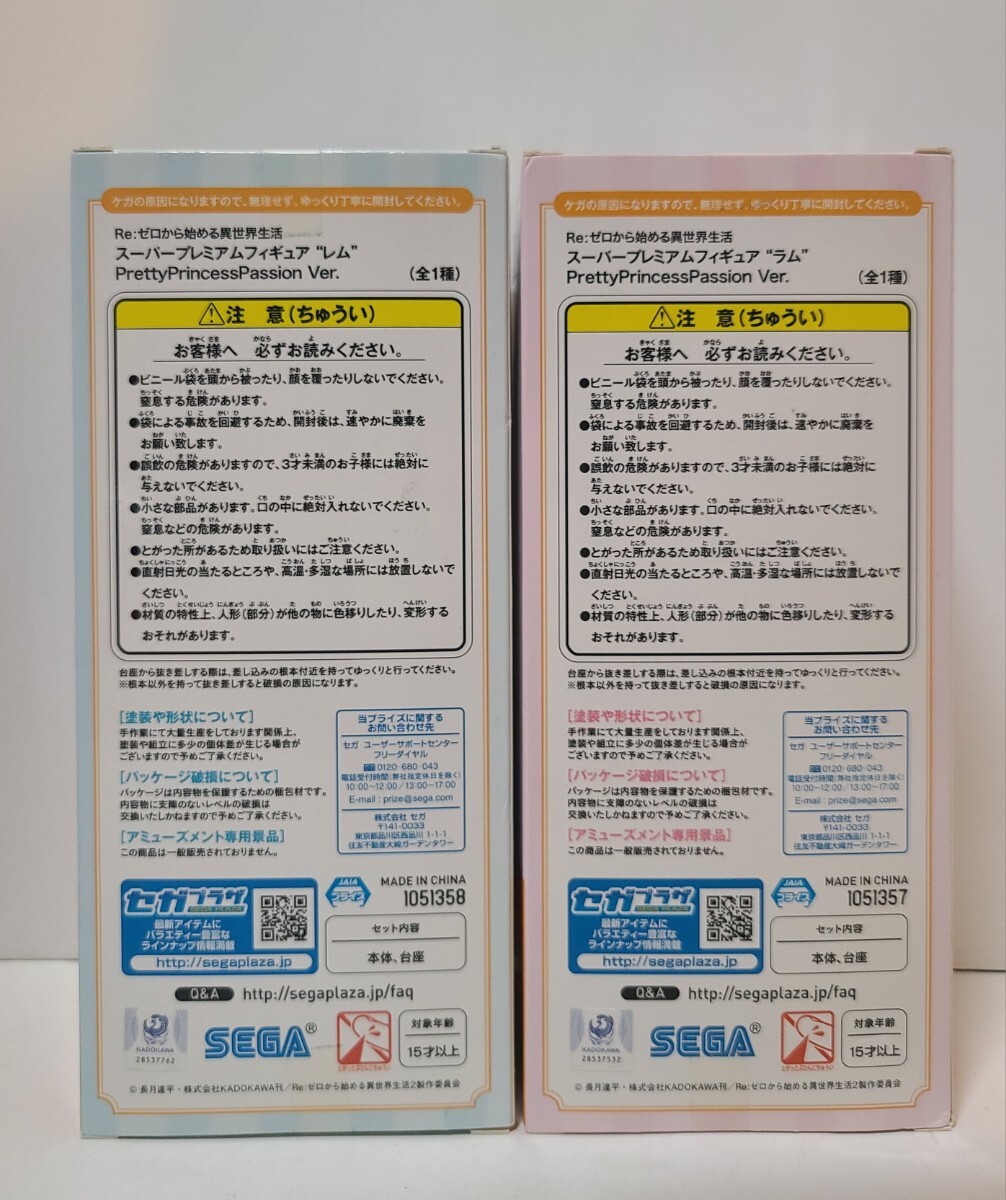 ケガの原因になりますので、無理せず、ゆっくり丁寧に開封してください。
Re:ゼロから始める異世界生活
スーパープレミアムフィギュア “レム”
PrettyPrincessPassion Ver. （全1種）
注 意（ちゅうい）
お客様へ 必ずお読みください。
●ビニール袋を頭から被ったり、顔を覆ったりしないでください。
窒息する危険があります。
●袋による事故を回避するため、開封後は、速やかに廃棄を
お願い致します。
●誤飲の危険がありますので、3才未満のお子様には絶対に
与えないでください。
●小さな部品があります。口の中に絶対入れないでください。
窒息などの危険があります。
●とがった所があるため取り扱いにはご注意ください。
●直射日光の当たるところや、高温・多湿な場所には放置しないで
ください。
●材質の特性上、人形（部分）が他の物に色移りしたり、変形する
おそれがあります。
台座から抜き差しする際は、差し込みの根本付近を持ってゆっくりと行ってください。
※根本以外を持って抜き差しすると破損の原因になります。
[塗装や形状について]
手作業にて大量生産をしております関係上、
塗装や組立に多少の個体差が生じる場合が
ございますので予めご了承ください。
[パッケージ破損について]
パッケージは内容物を保護するための梱包材です。
内容物に支障のないレベルの破損は
交換いたしかねますので予めご了承ください。
[アミューズメント専用景品]
この商品は一般販売されておりません。
当プライズに関する
お問い合わせ先
セガ ユーザーサポートセンター
フリーダイヤル
0120-680-043
電話受付時間（弊社指定休日を除く）
10:00～12:00／13:00～17:00
E-mail : prize@sega.com
株式会社 セガ
〒141-0033
東京都品川区西品川 1-1-1
住友不動産大崎ガーデンタワー
セガプラザ
SEGA PLAZA
最新アイテムに
バラエティー豊富な
ラインナップ情報満載
http://segaplaza.jp
JAIA
プライズ
MADE IN CHINA
1051358
セット内容
本体、台座
Q&A http://segaplaza.jp/faq
KADOKAWA
28537762
SEGA®
とがったぶぶんにちゅうい
対象年齢
15才以上
© 長月達平・株式会社KADOKAWA刊／Re:ゼロから始める異世界生活2製作委員会
ケガの原因になりますので、無理せず、ゆっくり丁寧に開封してください。
Re:ゼロから始める異世界生活
スーパープレミアムフィギュア “ラム”
PrettyPrincessPassion Ver. （全1種）
注 意（ちゅうい）
お客様へ 必ずお読みください。
●ビニール袋を頭から被ったり、顔を覆ったりしないでください。
窒息する危険があります。
●袋による事故を回避するため、開封後は、速やかに廃棄を
お願い致します。
●誤飲の危険がありますので、3才未満のお子様には絶対に
与えないでください。
●小さな部品があります。口の中に絶対入れないでください。
窒息などの危険があります。
●とがった所があるため取り扱いにはご注意ください。
●直射日光の当たるところや、高温・多湿な場所には放置しないで
ください。
●材質の特性上、人形（部分）が他の物に色移りしたり、変形する
おそれがあります。
台座から抜き差しする際は、差し込みの根本付近を持ってゆっくりと行ってください。
※根本以外を持って抜き差しすると破損の原因になります。
[塗装や形状について]
手作業にて大量生産をしております関係上、
塗装や組立に多少の個体差が生じる場合が
ございますので予めご了承ください。
[パッケージ破損について]
パッケージは内容物を保護するための梱包材です。
内容物に支障のないレベルの破損は
交換いたしかねますので予めご了承ください。
[アミューズメント専用景品]
この商品は一般販売されておりません。
当プライズに関する
お問い合わせ先
セガ ユーザーサポートセンター
フリーダイヤル
0120-680-043
電話受付時間（弊社指定休日を除く）
10:00～12:00／13:00～17:00
E-mail : prize@sega.com
株式会社 セガ
〒141-0033
東京都品川区西品川 1-1-1
住友不動産大崎ガーデンタワー
セガプラザ
SEGA PLAZA
最新アイテムに
バラエティー豊富な
ラインナップ情報満載
http://segaplaza.jp
JAIA
プライズ
MADE IN CHINA
1051357
セット内容
本体、台座
Q&A http://segaplaza.jp/faq
KADOKAWA
28537532
SEGA®
とがったぶぶんにちゅうい
対象年齢
15才以上
© 長月達平・株式会社KADOKAWA刊／Re:ゼロから始める異世界生活2製作委員会